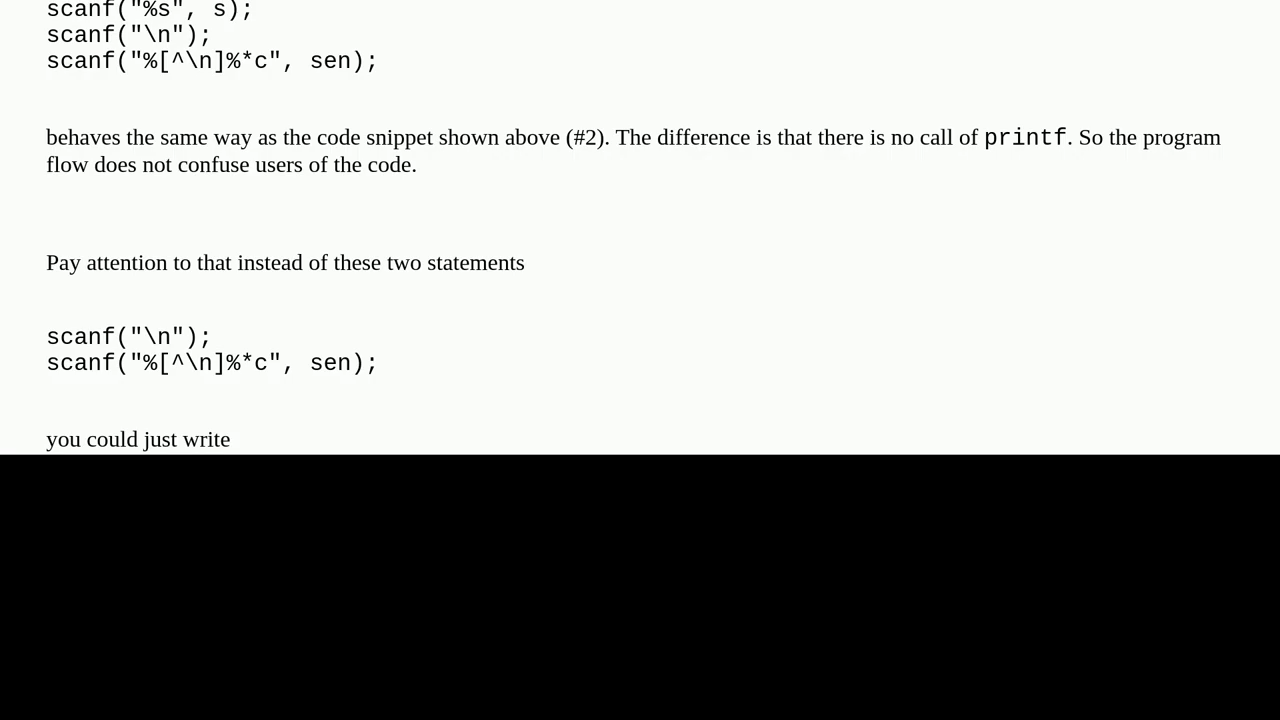 scanf("%s", s);
scanf("\n");
scanf("%[^\n]%*c", sen);
behaves the same way as the code snippet shown above (#2). The difference is that there is no call of printf. So the program
flow does not confuse users of the code.
Pay attention to that instead of these two statements
scanf("\n");
scanf("%[^\n]%*c", sen);
you could just write